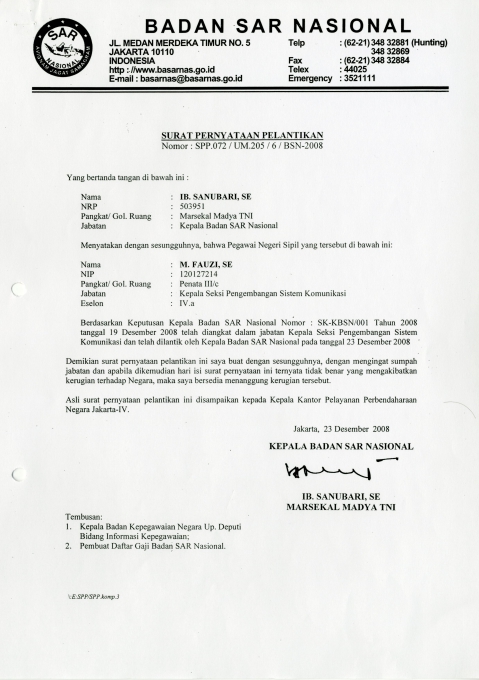 BADAN SAR NASIONAL
SAR
NASIONAL
AVIGNAM JAGAT SAMAGRAM
JL. MEDAN MERDEKA TIMUR NO. 5 Telp : (62-21) 348 32881 (Hunting)
JAKARTA 10110 348 32869
INDONESIA Fax : (62-21) 348 32884
http : //www.basarnas.go.id Telex : 44025
E-mail : basarnas@basarnas.go.id Emergency : 3521111
SURAT PERNYATAAN PELANTIKAN
Nomor : SPP.072 / UM.205 / 6 / BSN-2008
Yang bertanda tangan di bawah ini :
Nama : IB. SANUBARI, SE
NRP : 503951
Pangkat/ Gol. Ruang : Marsekal Madya TNI
Jabatan : Kepala Badan SAR Nasional
Menyatakan dengan sesungguhnya, bahwa Pegawai Negeri Sipil yang tersebut di bawah ini:
Nama : M. FAUZI, SE
NIP : 120127214
Pangkat/ Gol. Ruang : Penata III/c
Jabatan : Kepala Seksi Pengembangan Sistem Komunikasi
Eselon : IV.a
Berdasarkan Keputusan Kepala Badan SAR Nasional Nomor : SK-KBSN/001 Tahun 2008
tanggal 19 Desember 2008 telah diangkat dalam jabatan Kepala Seksi Pengembangan Sistem
Komunikasi dan telah dilantik oleh Kepala Badan SAR Nasional pada tanggal 23 Desember 2008
Demikian surat pernyataan pelantikan ini saya buat dengan sesungguhnya, dengan mengingat sumpah
jabatan dan apabila dikemudian hari isi surat pernyataan ini ternyata tidak benar yang mengakibatkan
kerugian terhadap Negara, maka saya bersedia menanggung kerugian tersebut.
Asli surat pernyataan pelantikan ini disampaikan kepada Kepala Kantor Pelayanan Perbendaharaan
Negara Jakarta-IV.
Jakarta, 23 Desember 2008
KEPALA BADAN SAR NASIONAL
IB. SANUBARI, SE
MARSEKAL MADYA TNI
Tembusan:
1. Kepala Badan Kepegawaian Negara Up. Deputi
Bidang Informasi Kepegawaian;
2. Pembuat Daftar Gaji Badan SAR Nasional.
\:E:SPP/SPP.komp.3